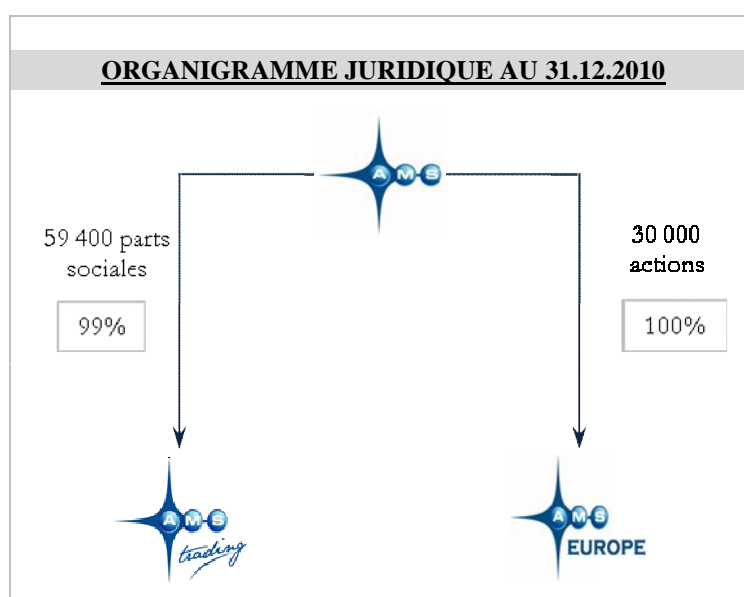 ORGANIGRAMME JURIDIQUE AU 31.12.2010
AMS
59 400 parts
sociales
99%
30 000
actions
100%
AMS
trading
AMS
EUROPE